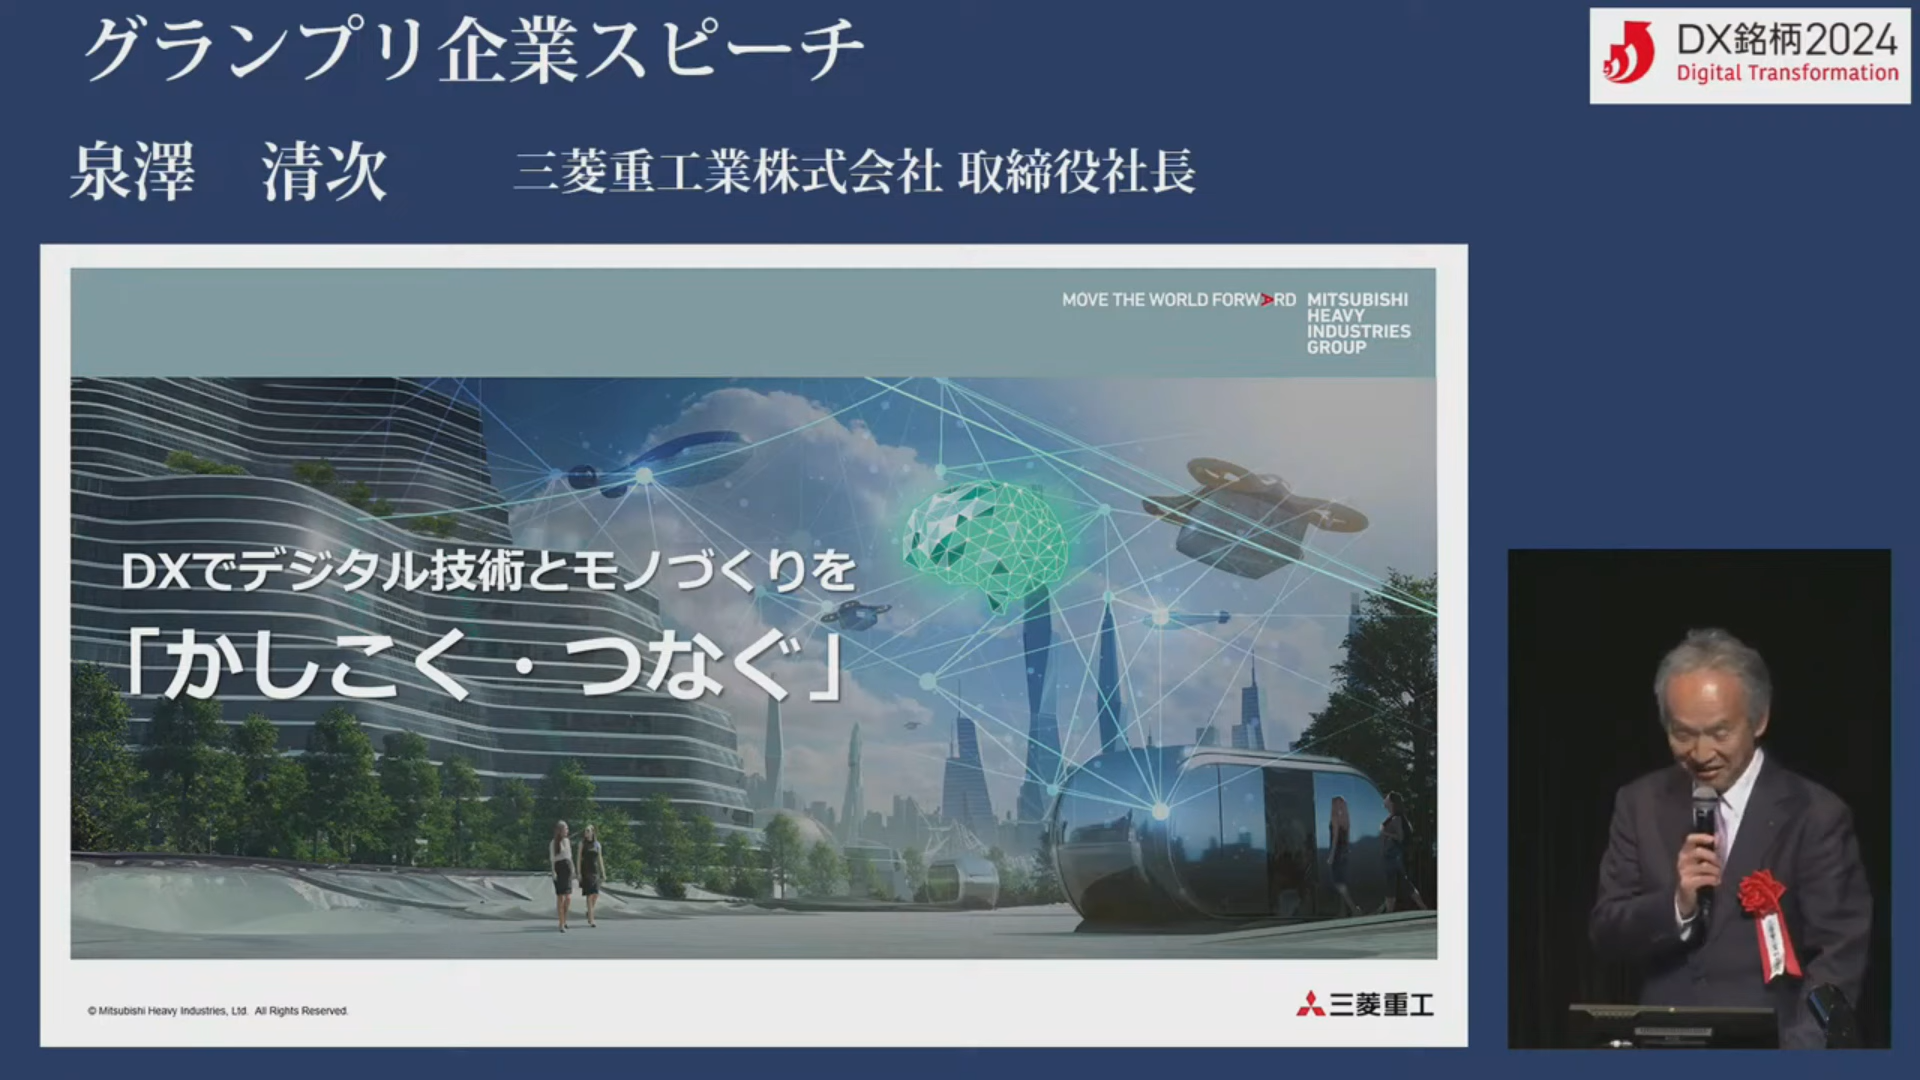 グランプリ企業スピーチ
DX銘柄2024
Digital Transformation
泉澤　清次　三菱重工業株式会社 取締役社長
MOVE THE WORLD FORWARD MITSUBISHI
HEAVY
INDUSTRIES
GROUP
DXでデジタル技術とモノづくりを
「かしこく・つなぐ」
© Mitsubishi Heavy Industries, Ltd. All Rights Reserved.
三菱重工